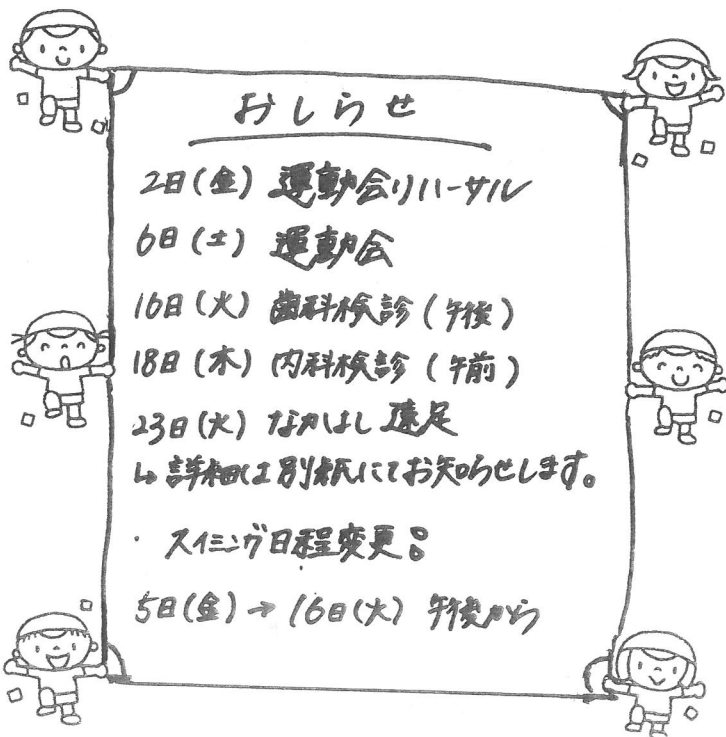 おしらせ
2日(金) 運動会リハーサル
6日(土) 運動会
16日(火) 歯科検診(午後)
18日(木) 内科検診(午前)
23日(火) なかよし遠足
↳詳細は別紙にてお知らせします。
・スイミング日程変更:
5日(金)→16日(火) 午後から